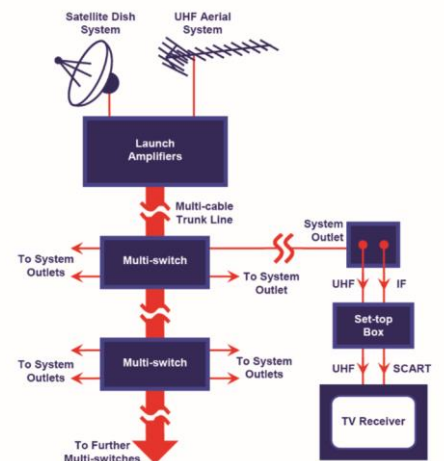 Satellite Dish
System
UHF Aerial
System
Launch
Amplifiers
Multi-cable
Trunk Line
System
Outlet
To System
Outlets
Multi-switch
To System
Outlet
UHF
IF
Set-top
Box
To System
Outlets
Multi-switch
To System
Outlets
UHF
SCART
TV Receiver
To Further
Multi-switches